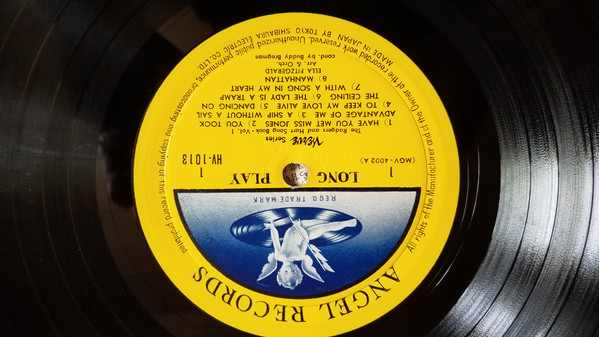 ANGEL RECORDS
REGD. TRADE-MARK
LONG PLAY
1
1
(MGV-4002 A)
HV-1013
Verve Series
The Rodgers and Hart Song Book - Vol. 1
1) HAVE YOU MET MISS JONES 2) YOU TOOK
ADVANTAGE OF ME 3) A SHIP WITHOUT A SAIL
4) TO KEEP MY LOVE ALIVE 5) DANCING ON
THE CEILING 6) THE LADY IS A TRAMP
7) WITH A SONG IN MY HEART
8) MANHATTAN
ELLA FITZGERALD
Arr. & Orch.
cond. by Buddy Bregman
All rights of the Manufacturer and of the Owner of the recorded work reserved. Unauthorized public performance, broadcasting and copying of this record prohibited.
MADE IN JAPAN BY TOKYO SHIBAURA ELECTRIC CO. LTD.